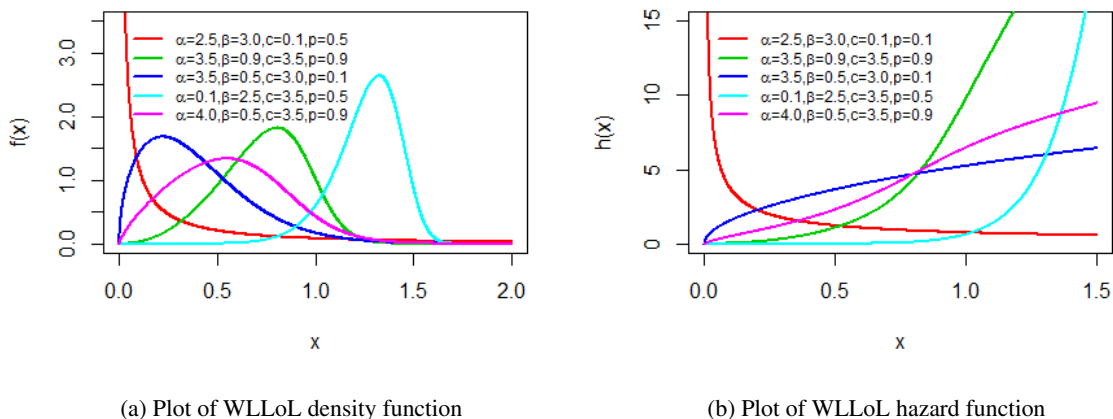 α=2.5,β=3.0,c=0.1,p=0.5
α=3.5,β=0.9,c=3.5,p=0.9
α=3.5,β=0.5,c=3.0,p=0.1
α=0.1,β=2.5,c=3.5,p=0.5
α=4.0,β=0.5,c=3.5,p=0.9
f(x)
3.0
2.0
1.0
0.0
0.0 0.5 1.0 1.5 2.0
x
(a) Plot of WLLoL density function
α=2.5,β=3.0,c=0.1,p=0.1
α=3.5,β=0.9,c=3.5,p=0.9
α=3.5,β=0.5,c=3.0,p=0.1
α=0.1,β=2.5,c=3.5,p=0.5
α=4.0,β=0.5,c=3.5,p=0.9
h(x)
15
10
5
0
0.0 0.5 1.0 1.5
x
(b) Plot of WLLoL hazard function